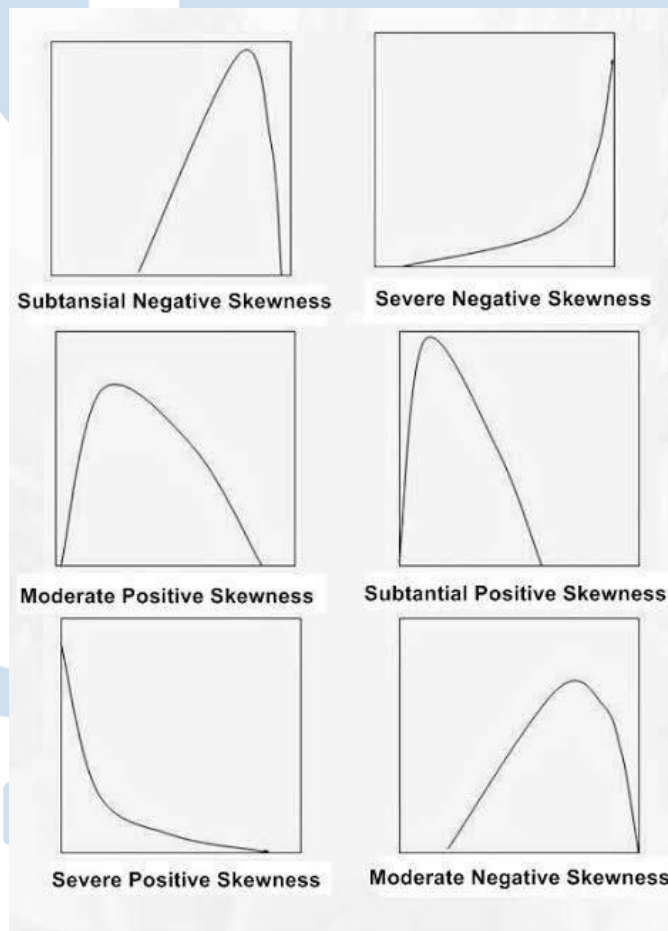 Subtansial Negative Skewness
Severe Negative Skewness
Moderate Positive Skewness
Subtantial Positive Skewness
Severe Positive Skewness
Moderate Negative Skewness